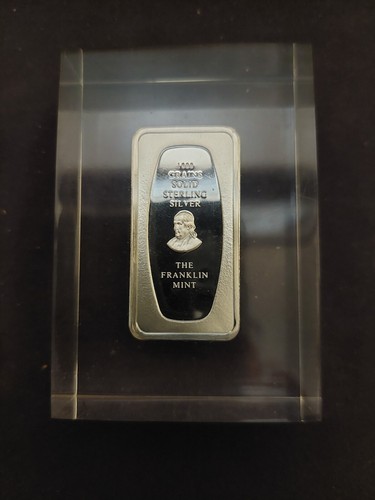 1000
GRAINS
SOLID
STERLING
SILVER
THE
FRANKLIN
MINT